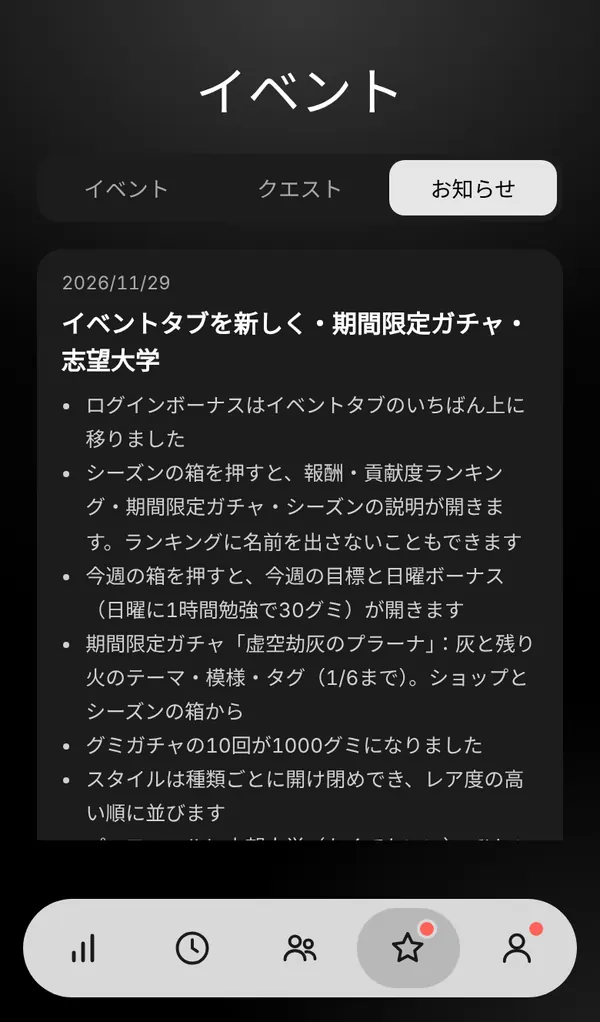 イベント
イベント
クエスト
お知らせ
2026/11/29
イベントタブを新しく・期間限定ガチャ・
志望大学
• ログインボーナスはイベントタブのいちばん上に
移りました
• シーズンの箱を押すと、報酬・貢献度ランキン
グ・期間限定ガチャ・シーズンの説明が開きま
す。ランキングに名前を出さないこともできます
• 今週の箱を押すと、今週の目標と日曜ボーナス
（日曜に1時間勉強で30グミ）が開きます
• 期間限定ガチャ「虚空劫灰のプラーナ」：灰と残り
火のテーマ・模様・タグ（1/6まで）。ショップと
シーズンの箱から
• グミガチャの10回が1000グミになりました
• スタイルは種類ごとに開け閉めでき、レア度の高
い順に並びます